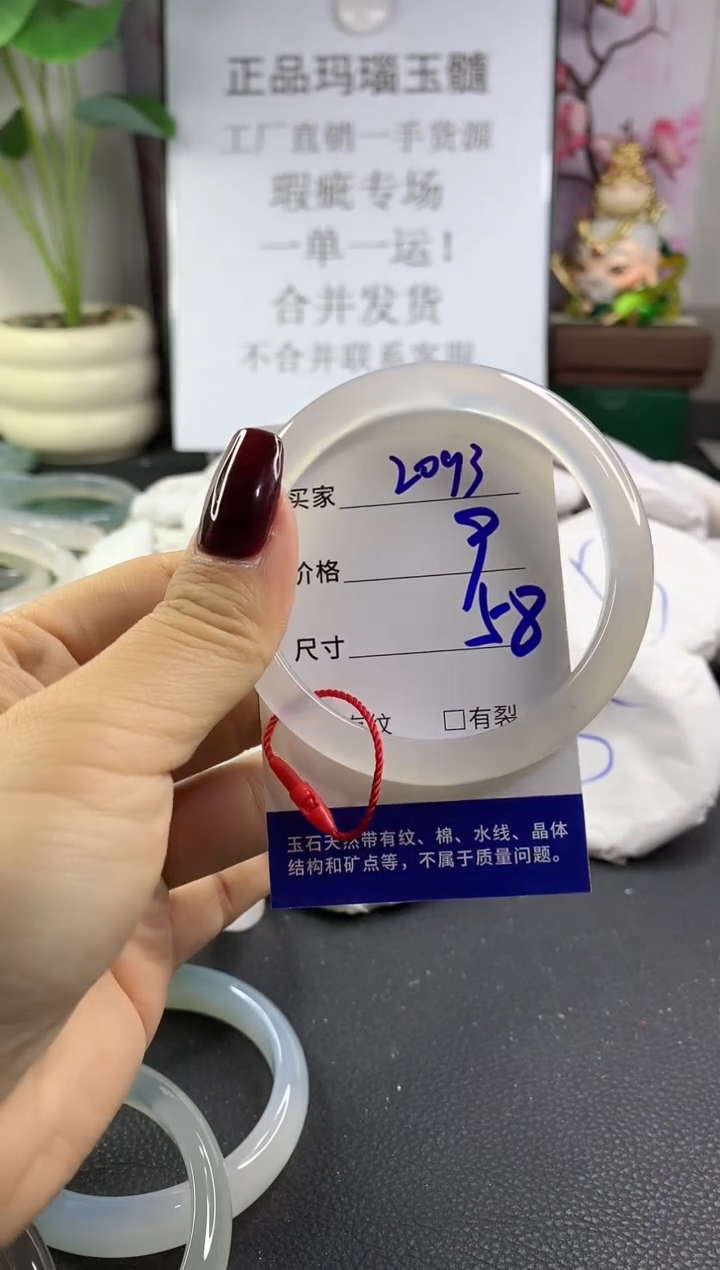 正品玛瑙玉髓
工厂直销一手货源
瑕疵专场
一单一运！
合并发货
不合并联系客服
买家 2093
价格 9
尺寸 58
有纹 □有裂
玉石天然带有纹、棉、水线、晶体
结构和矿点等，不属于质量问题。